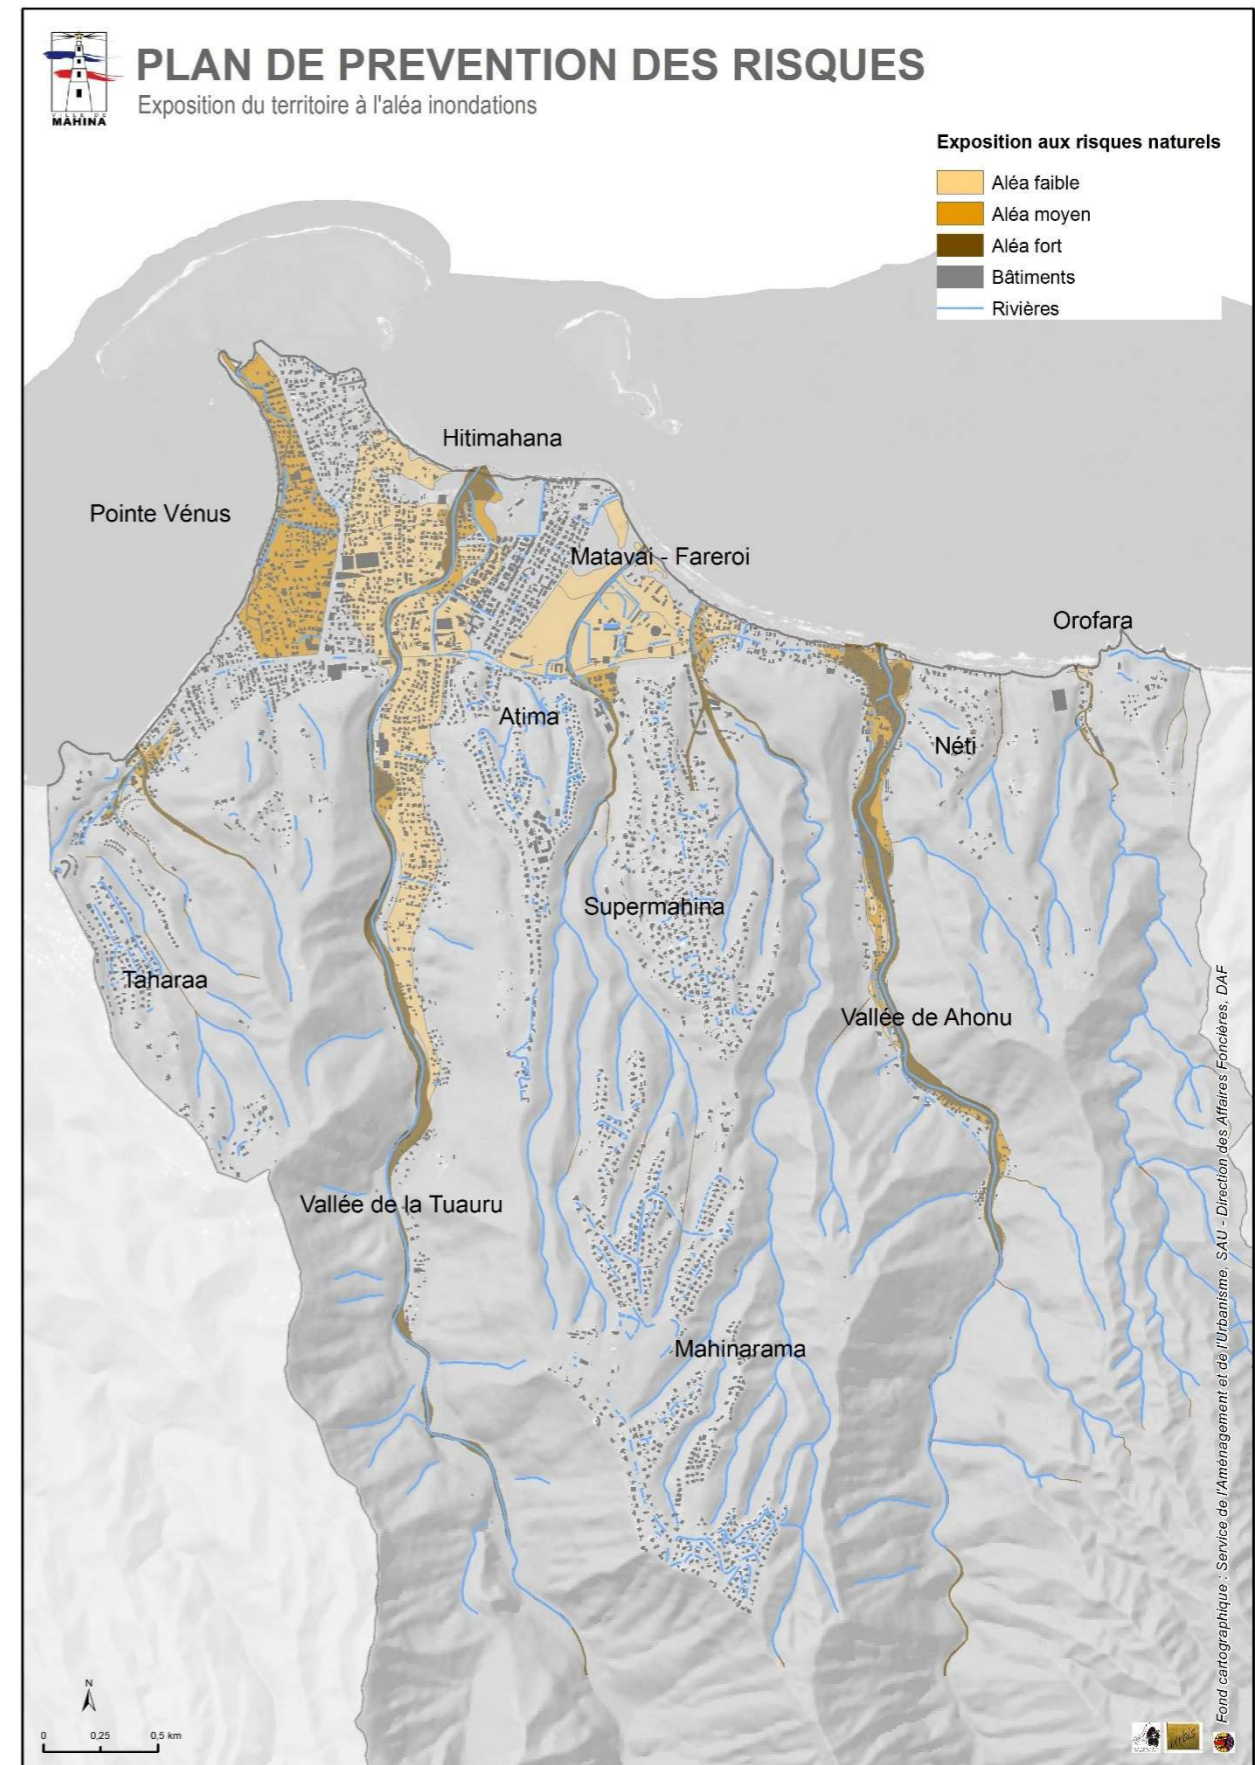 PLAN DE PREVENTION DES RISQUES
Exposition du territoire à l'aléa inondations
VILLE DE
MAHINA
Exposition aux risques naturels
Aléa faible
Aléa moyen
Aléa fort
Bâtiments
Rivières
Hitimahana
Pointe Vénus
Matavai - Fareroi
Orofara
Atima
Néti
Supermahina
Taharaa
Vallée de Ahonu
Vallée de la Tuauru
Mahinarama
Fond cartographique : Service de l'Aménagement et de l'Urbanisme, SAU - Direction des Affaires Foncières, DAF
N
0 0,25 0,5 km